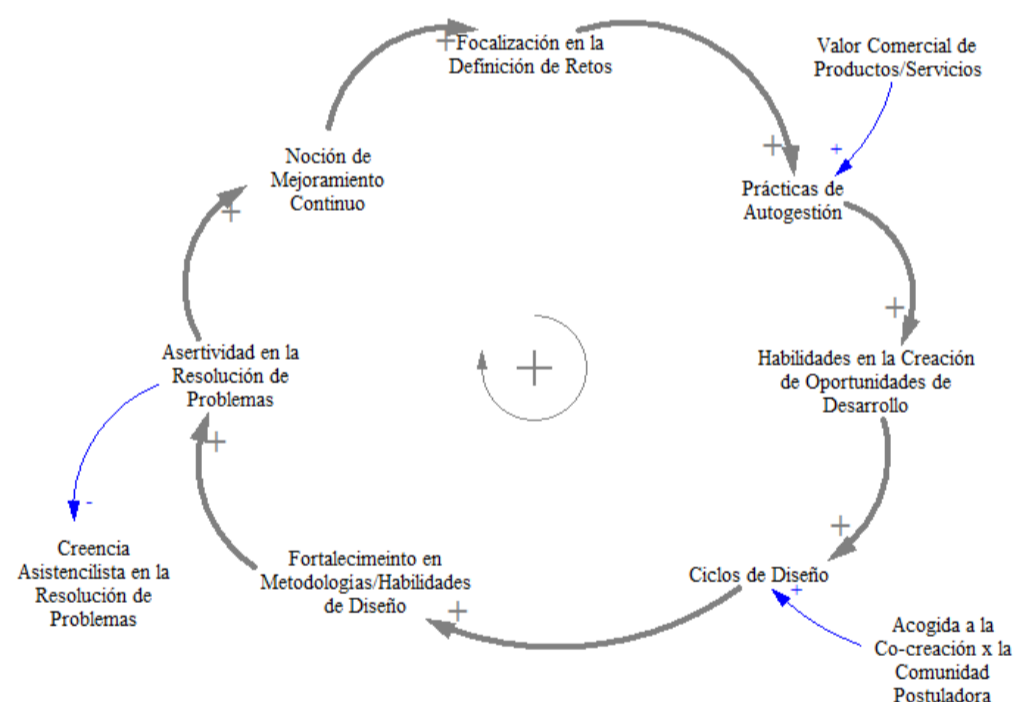 Focalización en la
Definición de Retos
+
Valor Comercial de
Productos/Servicios
+
+
Prácticas de
Autogestión
+
Habilidades en la Creación
de Oportunidades de
Desarrollo
+
Ciclos de Diseño
+
Acogida a la
Co-creación x la
Comunidad
Postuladora
+
Fortalecimeinto en
Metodologias/Habilidades
de Diseño
+
Asertividad en la
Resolución de
Problemas
-
Creencia
Asistencilista en la
Resolución de
Problemas
+
Noción de
Mejoramiento
Continuo
+